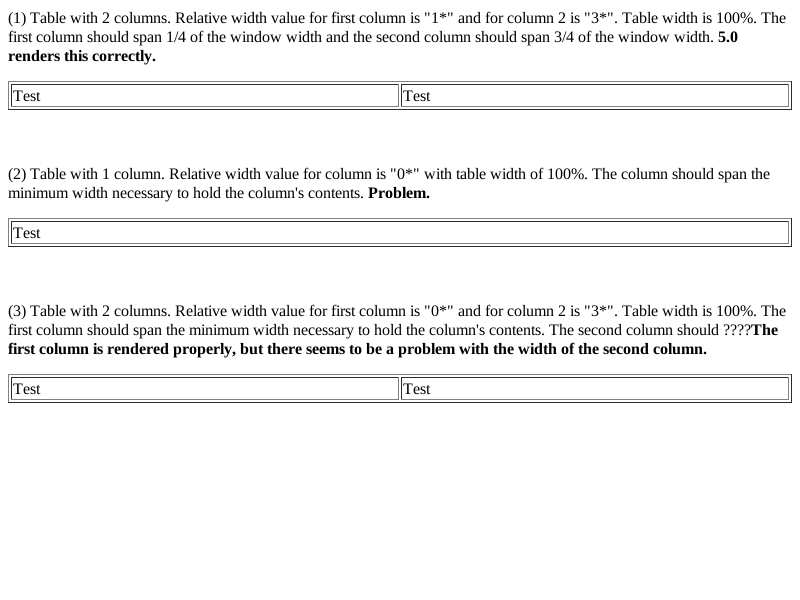 (1) Table with 2 columns. Relative width value for first column is "1*" and for column 2 is "3*". Table width is 100%. The
first column should span 1/4 of the window width and the second column should span 3/4 of the window width. 5.0
renders this correctly.
Test Test
(2) Table with 1 column. Relative width value for column is "0*" with table width of 100%. The column should span the
minimum width necessary to hold the column's contents. Problem.
Test
(3) Table with 2 columns. Relative width value for first column is "0*" and for column 2 is "3*". Table width is 100%. The
first column should span the minimum width necessary to hold the column's contents. The second column should ????The
first column is rendered properly, but there seems to be a problem with the width of the second column.
Test Test